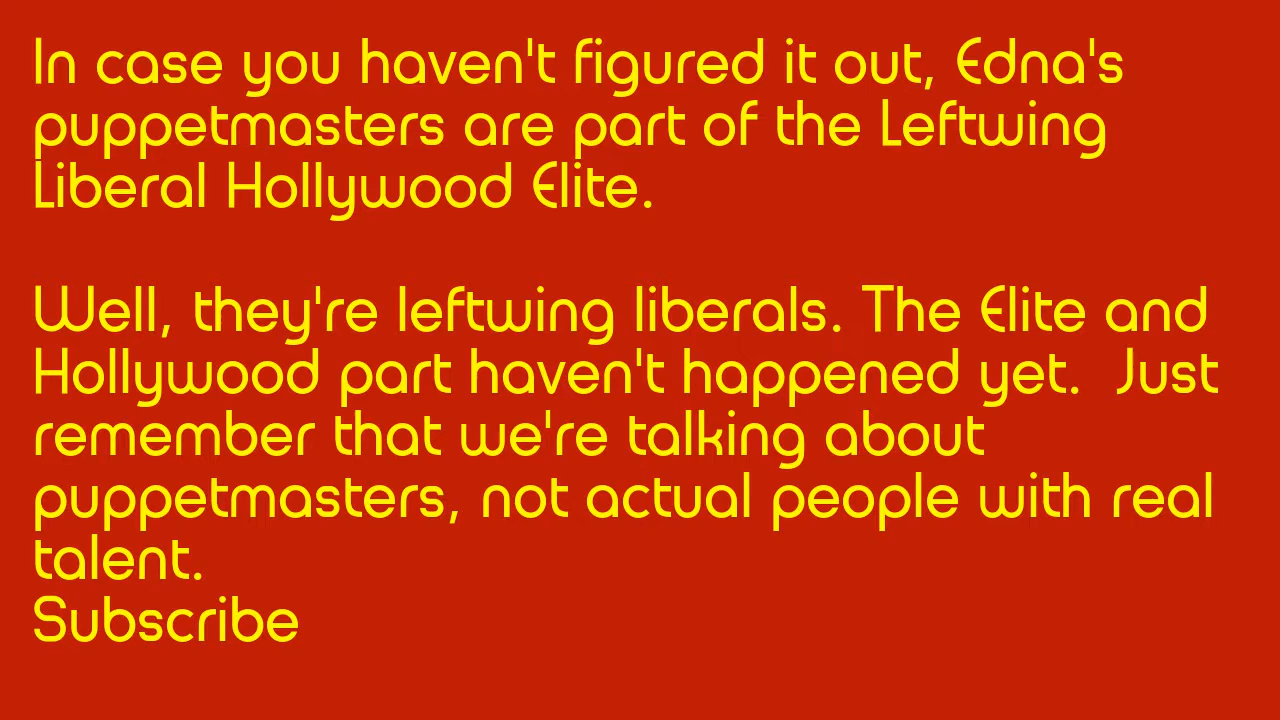 In case you haven't figured it out, Edna's
puppetmasters are part of the Leftwing
Liberal Hollywood Elite.
Well, they're leftwing liberals. The Elite and
Hollywood part haven't happened yet.  Just
remember that we're talking about
puppetmasters, not actual people with real
talent.
Subscribe